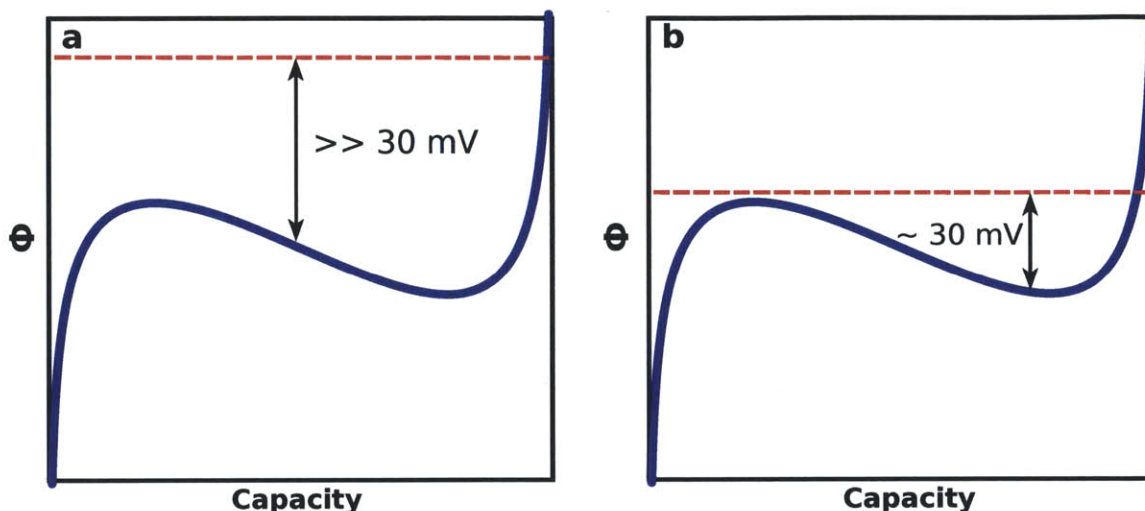 a
>> 30 mV
Φ
Capacity
b
~ 30 mV
Φ
Capacity